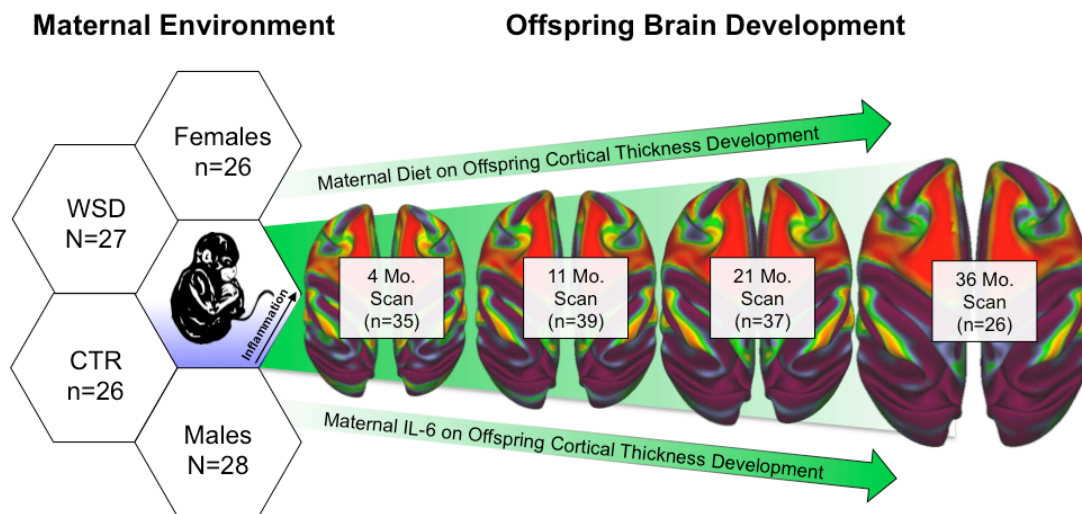 Maternal Environment
Offspring Brain Development
Females
n=26
WSD
N=27
CTR
n=26
Males
N=28
Inflammation
Maternal Diet on Offspring Cortical Thickness Development
4 Mo.
Scan
(n=35)
11 Mo.
Scan
(n=39)
21 Mo.
Scan
(n=37)
36 Mo.
Scan
(n=26)
Maternal IL-6 on Offspring Cortical Thickness Development